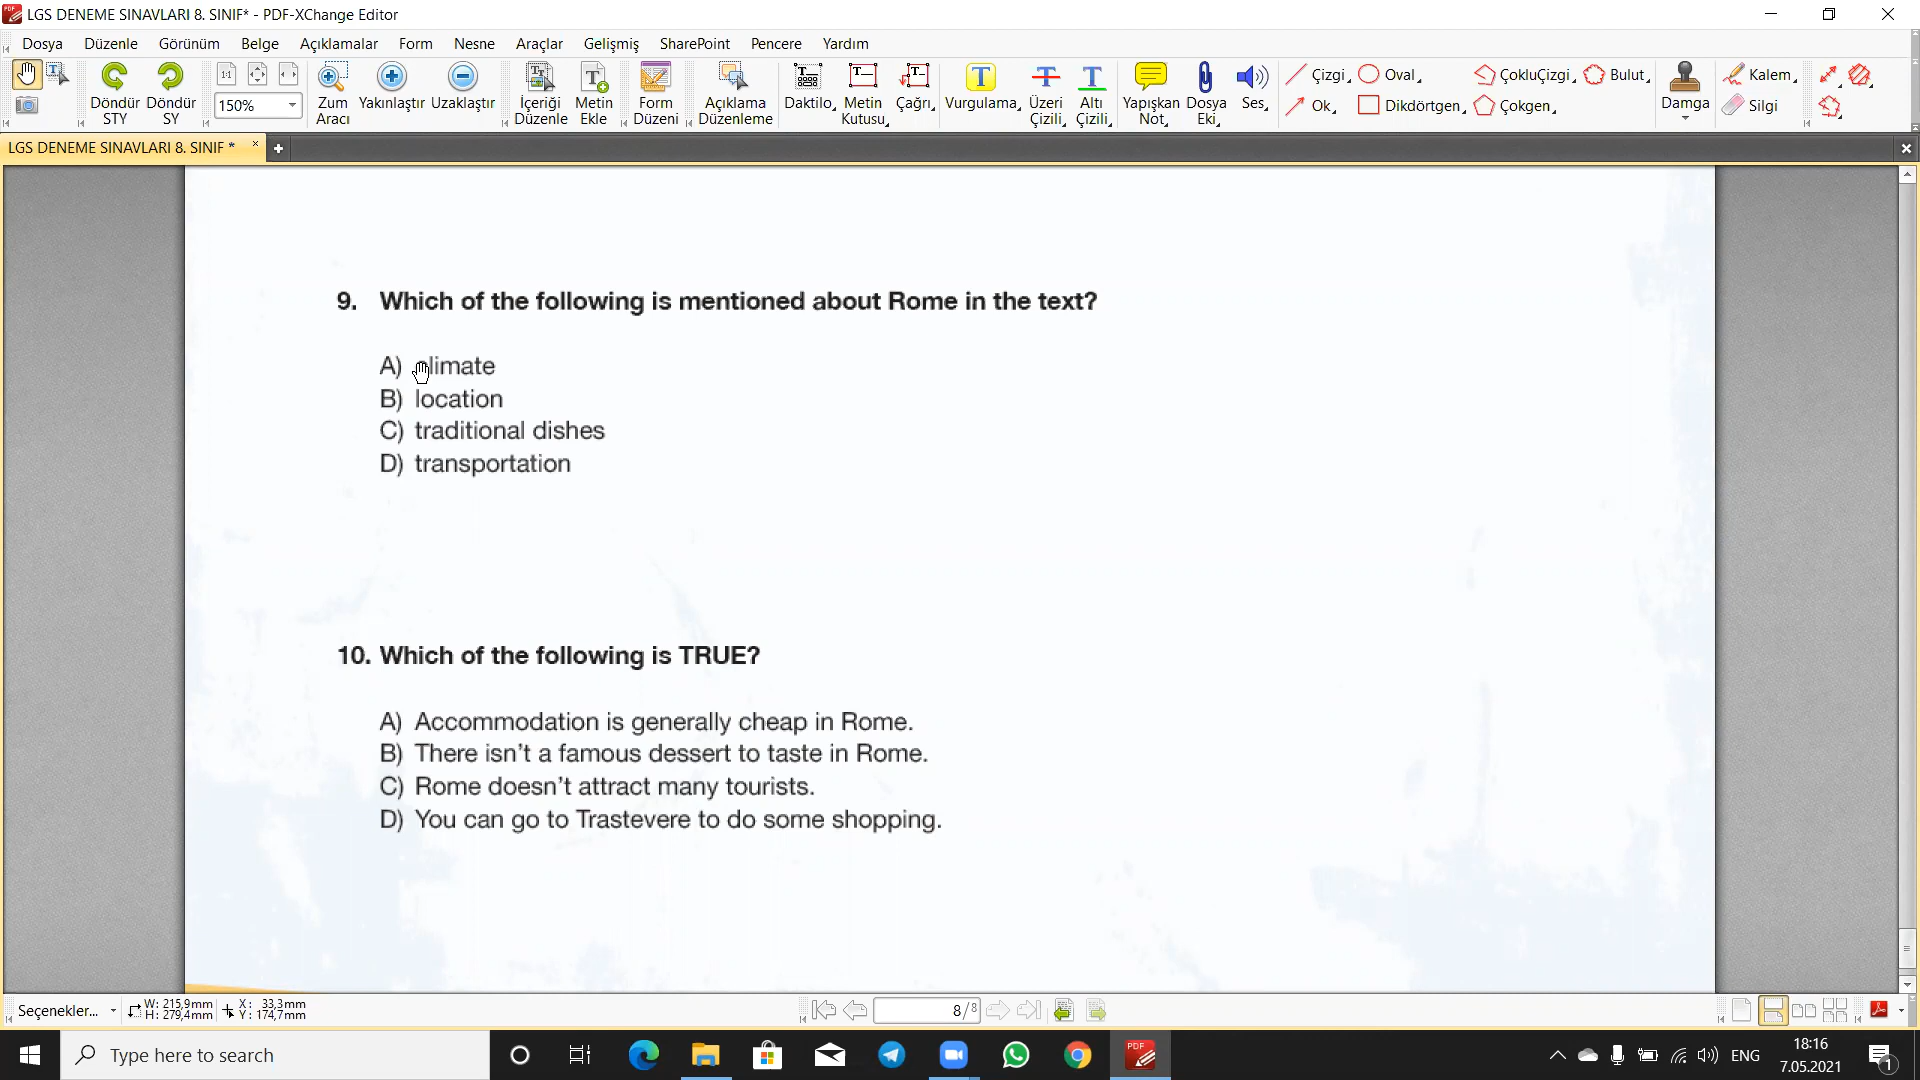 LGS DENEME SINAVLARI 8. SINIF* - PDF-XChange Editor
Dosya Düzenle Görünüm Belge Açıklamalar Form Nesne Araçlar Gelişmiş SharePoint Pencere Yardım
150%
Döndür STY
Döndür SY
Zum Aracı
Yakınlaştır
Uzaklaştır
İçeriği Düzenle
Metin Ekle
Form Düzeni
Açıklama Düzenleme
Daktilo
Metin Kutusu
Çağrı
Vurgulama
Üzeri Çizili
Altı Çizili
Yapışkan Not
Dosya Eki
Ses
Çizgi
Oval
ÇokluÇizgi
Bulut
Ok
Dikdörtgen
Çokgen
Damga
Kalem
Silgi
LGS DENEME SINAVLARI 8. SINIF *
9. Which of the following is mentioned about Rome in the text?
A) climate
B) location
C) traditional dishes
D) transportation
10. Which of the following is TRUE?
A) Accommodation is generally cheap in Rome.
B) There isn't a famous dessert to taste in Rome.
C) Rome doesn't attract many tourists.
D) You can go to Trastevere to do some shopping.
Seçenekler...
W: 215,9mm X: 33,3mm
H: 279,4mm Y: 174,7mm
8 / 8
Type here to search
ENG
18:16
7.05.2021
1